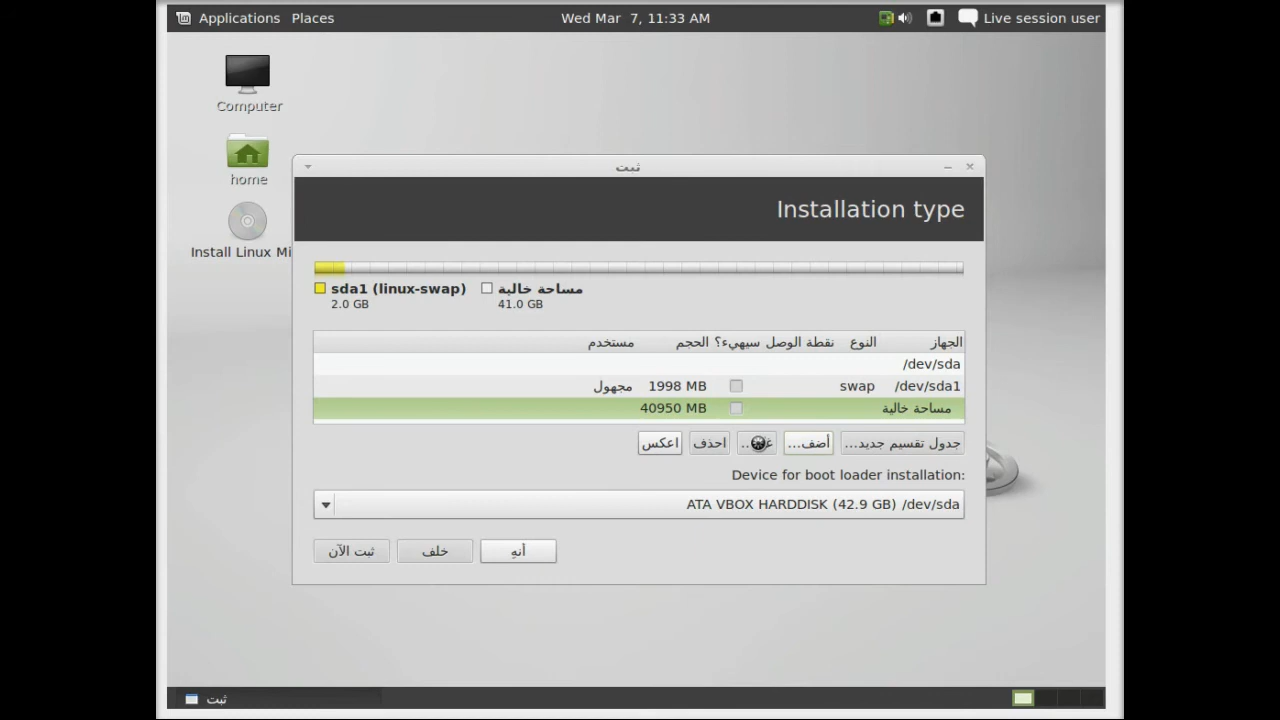 Applications Places Wed Mar 7, 11:33 AM Live session user
Computer
home
Install Linux Mi
ثبت
Installation type
sda1 (linux-swap) مساحة خالية
2.0 GB 41.0 GB
الجهاز النوع نقطة الوصل سيهيء؟ الحجم مستخدم
/dev/sda
/dev/sda1 swap 1998 MB مجهول
مساحة خالية 40950 MB
جدول تقسيم جديد... أضف... احذف اعكس
Device for boot loader installation:
/dev/sda ATA VBOX HARDDISK (42.9 GB)
أنهِ خلف ثبت الآن
ثبت